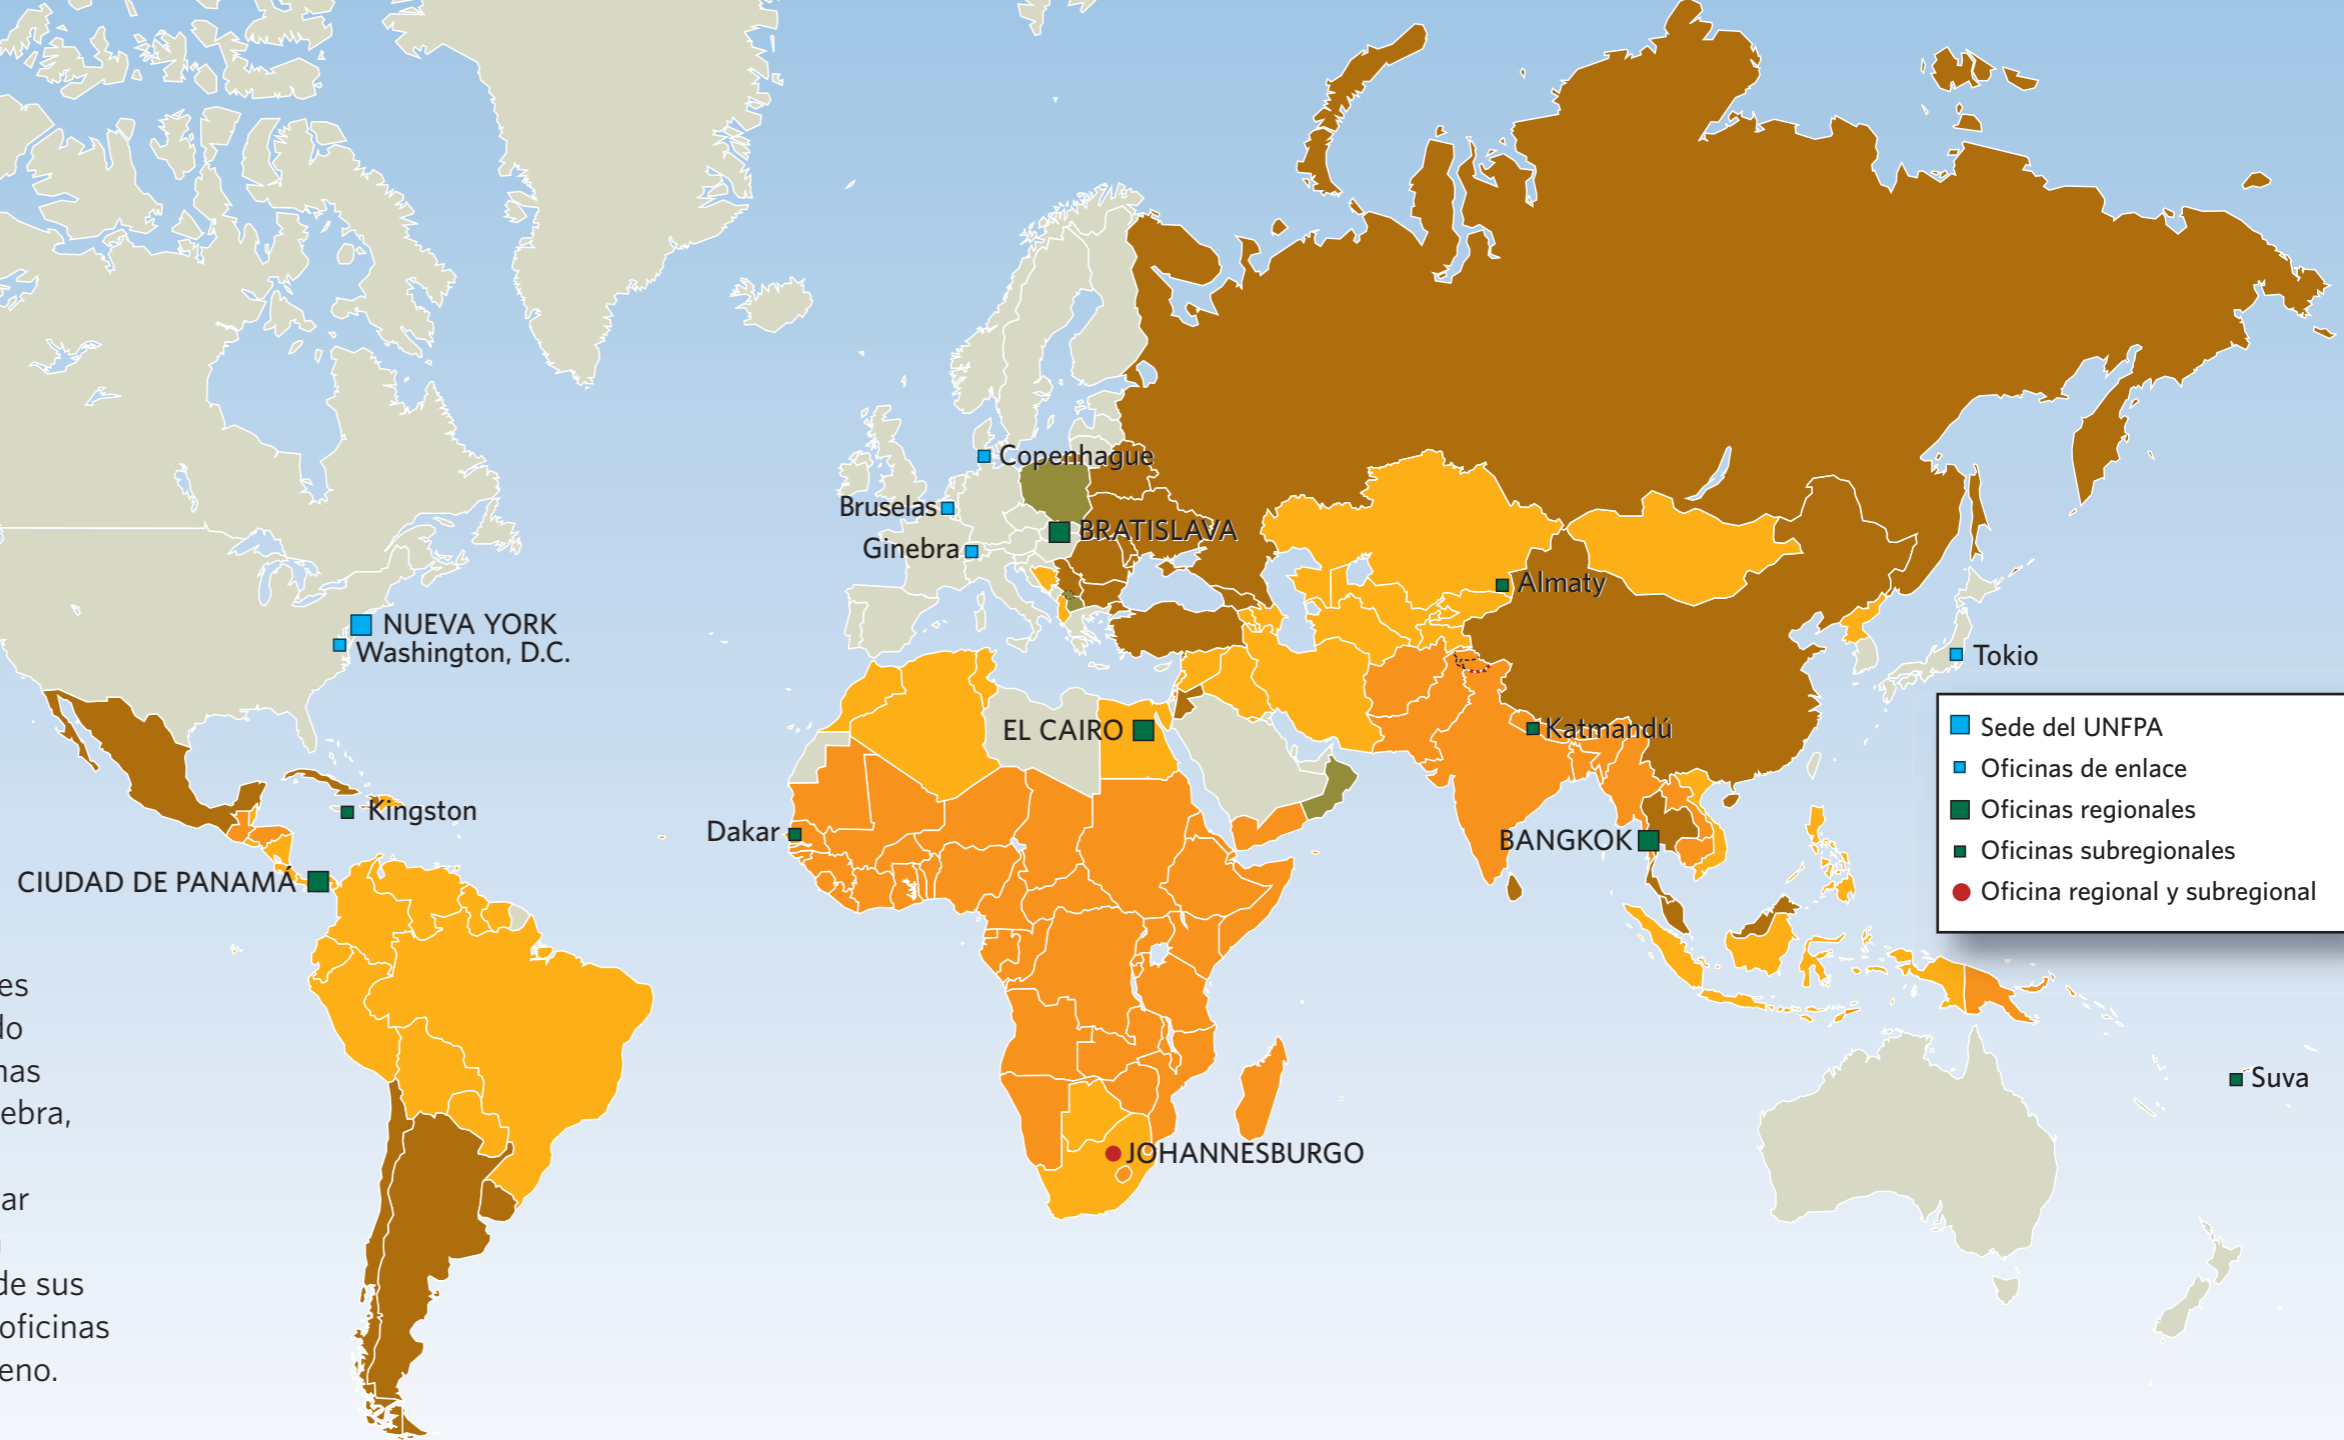 Copenhague
Bruselas
BRATISLAVA
Ginebra
Almaty
NUEVA YORK
Washington, D.C.
Tokio
EL CAIRO
Katmandú
Kingston
Dakar
BANGKOK
CIUDAD DE PANAMÁ
Sede del UNFPA
Oficinas de enlace
Oficinas regionales
Oficinas subregionales
Oficina regional y subregional
es
do
nas
ebra,
ar
de sus
oficinas
eno.
Suva
JOHANNESBURGO